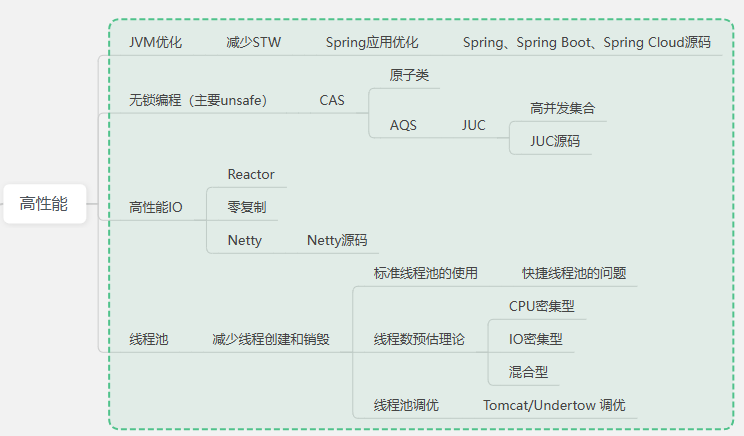 高性能
JVM优化
减少STW
Spring应用优化
Spring、Spring Boot、Spring Cloud源码
无锁编程（主要unsafe）
CAS
原子类
AQS
JUC
高并发集合
JUC源码
高性能IO
Reactor
零复制
Netty
Netty源码
线程池
减少线程创建和销毁
标准线程池的使用
快捷线程池的问题
线程数预估理论
CPU密集型
IO密集型
混合型
线程池调优
Tomcat/Undertow 调优